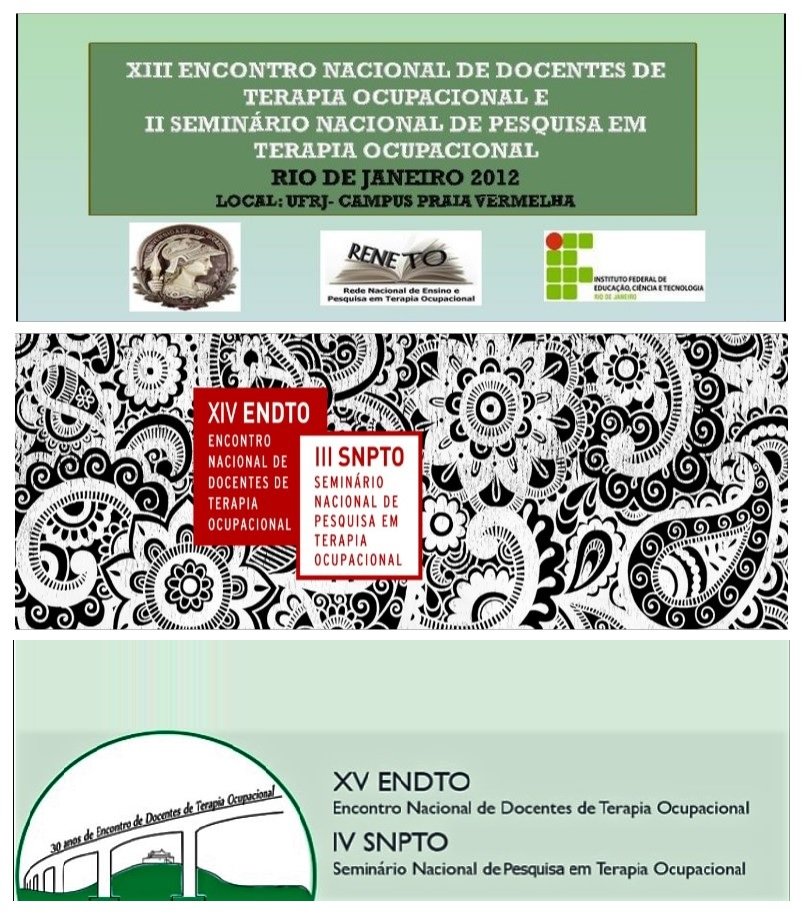 XIII ENCONTRO NACIONAL DE DOCENTES DE
TERAPIA OCUPACIONAL E
II SEMINÁRIO NACIONAL DE PESQUISA EM
TERAPIA OCUPACIONAL
RIO DE JANEIRO 2012
LOCAL: UFRJ- CAMPUS PRAIA VERMELHA
RENETO
Rede Nacional de Ensino e
Pesquisa em Terapia Ocupacional
INSTITUTO FEDERAL DE
EDUCAÇÃO, CIÊNCIA E TECNOLOGIA
RIO DE JANEIRO
XIV ENDTO
ENCONTRO
NACIONAL DE
DOCENTES DE
TERAPIA
OCUPACIONAL
III SNPTO
SEMINÁRIO
NACIONAL DE
PESQUISA EM
TERAPIA
OCUPACIONAL
30 anos de Encontro de Docentes de Terapia Ocupacional
XV ENDTO
Encontro Nacional de Docentes de Terapia Ocupacional
IV SNPTO
Seminário Nacional de Pesquisa em Terapia Ocupacional